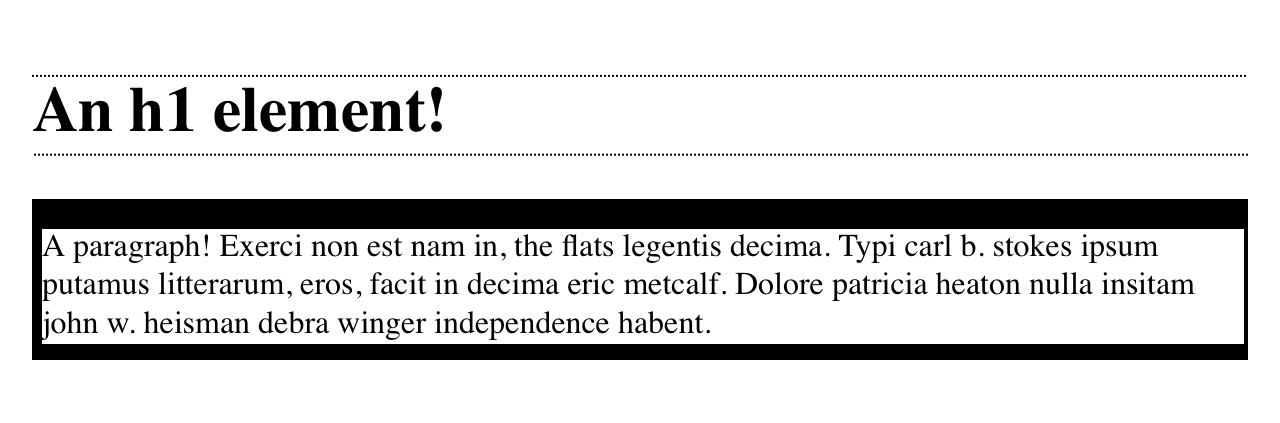 An h1 element!
A paragraph! Exerci non est nam in, the flats legentis decima. Typi carl b. stokes ipsum
putamus litterarum, eros, facit in decima eric metcalf. Dolore patricia heaton nulla insitam
john w. heisman debra winger independence habent.